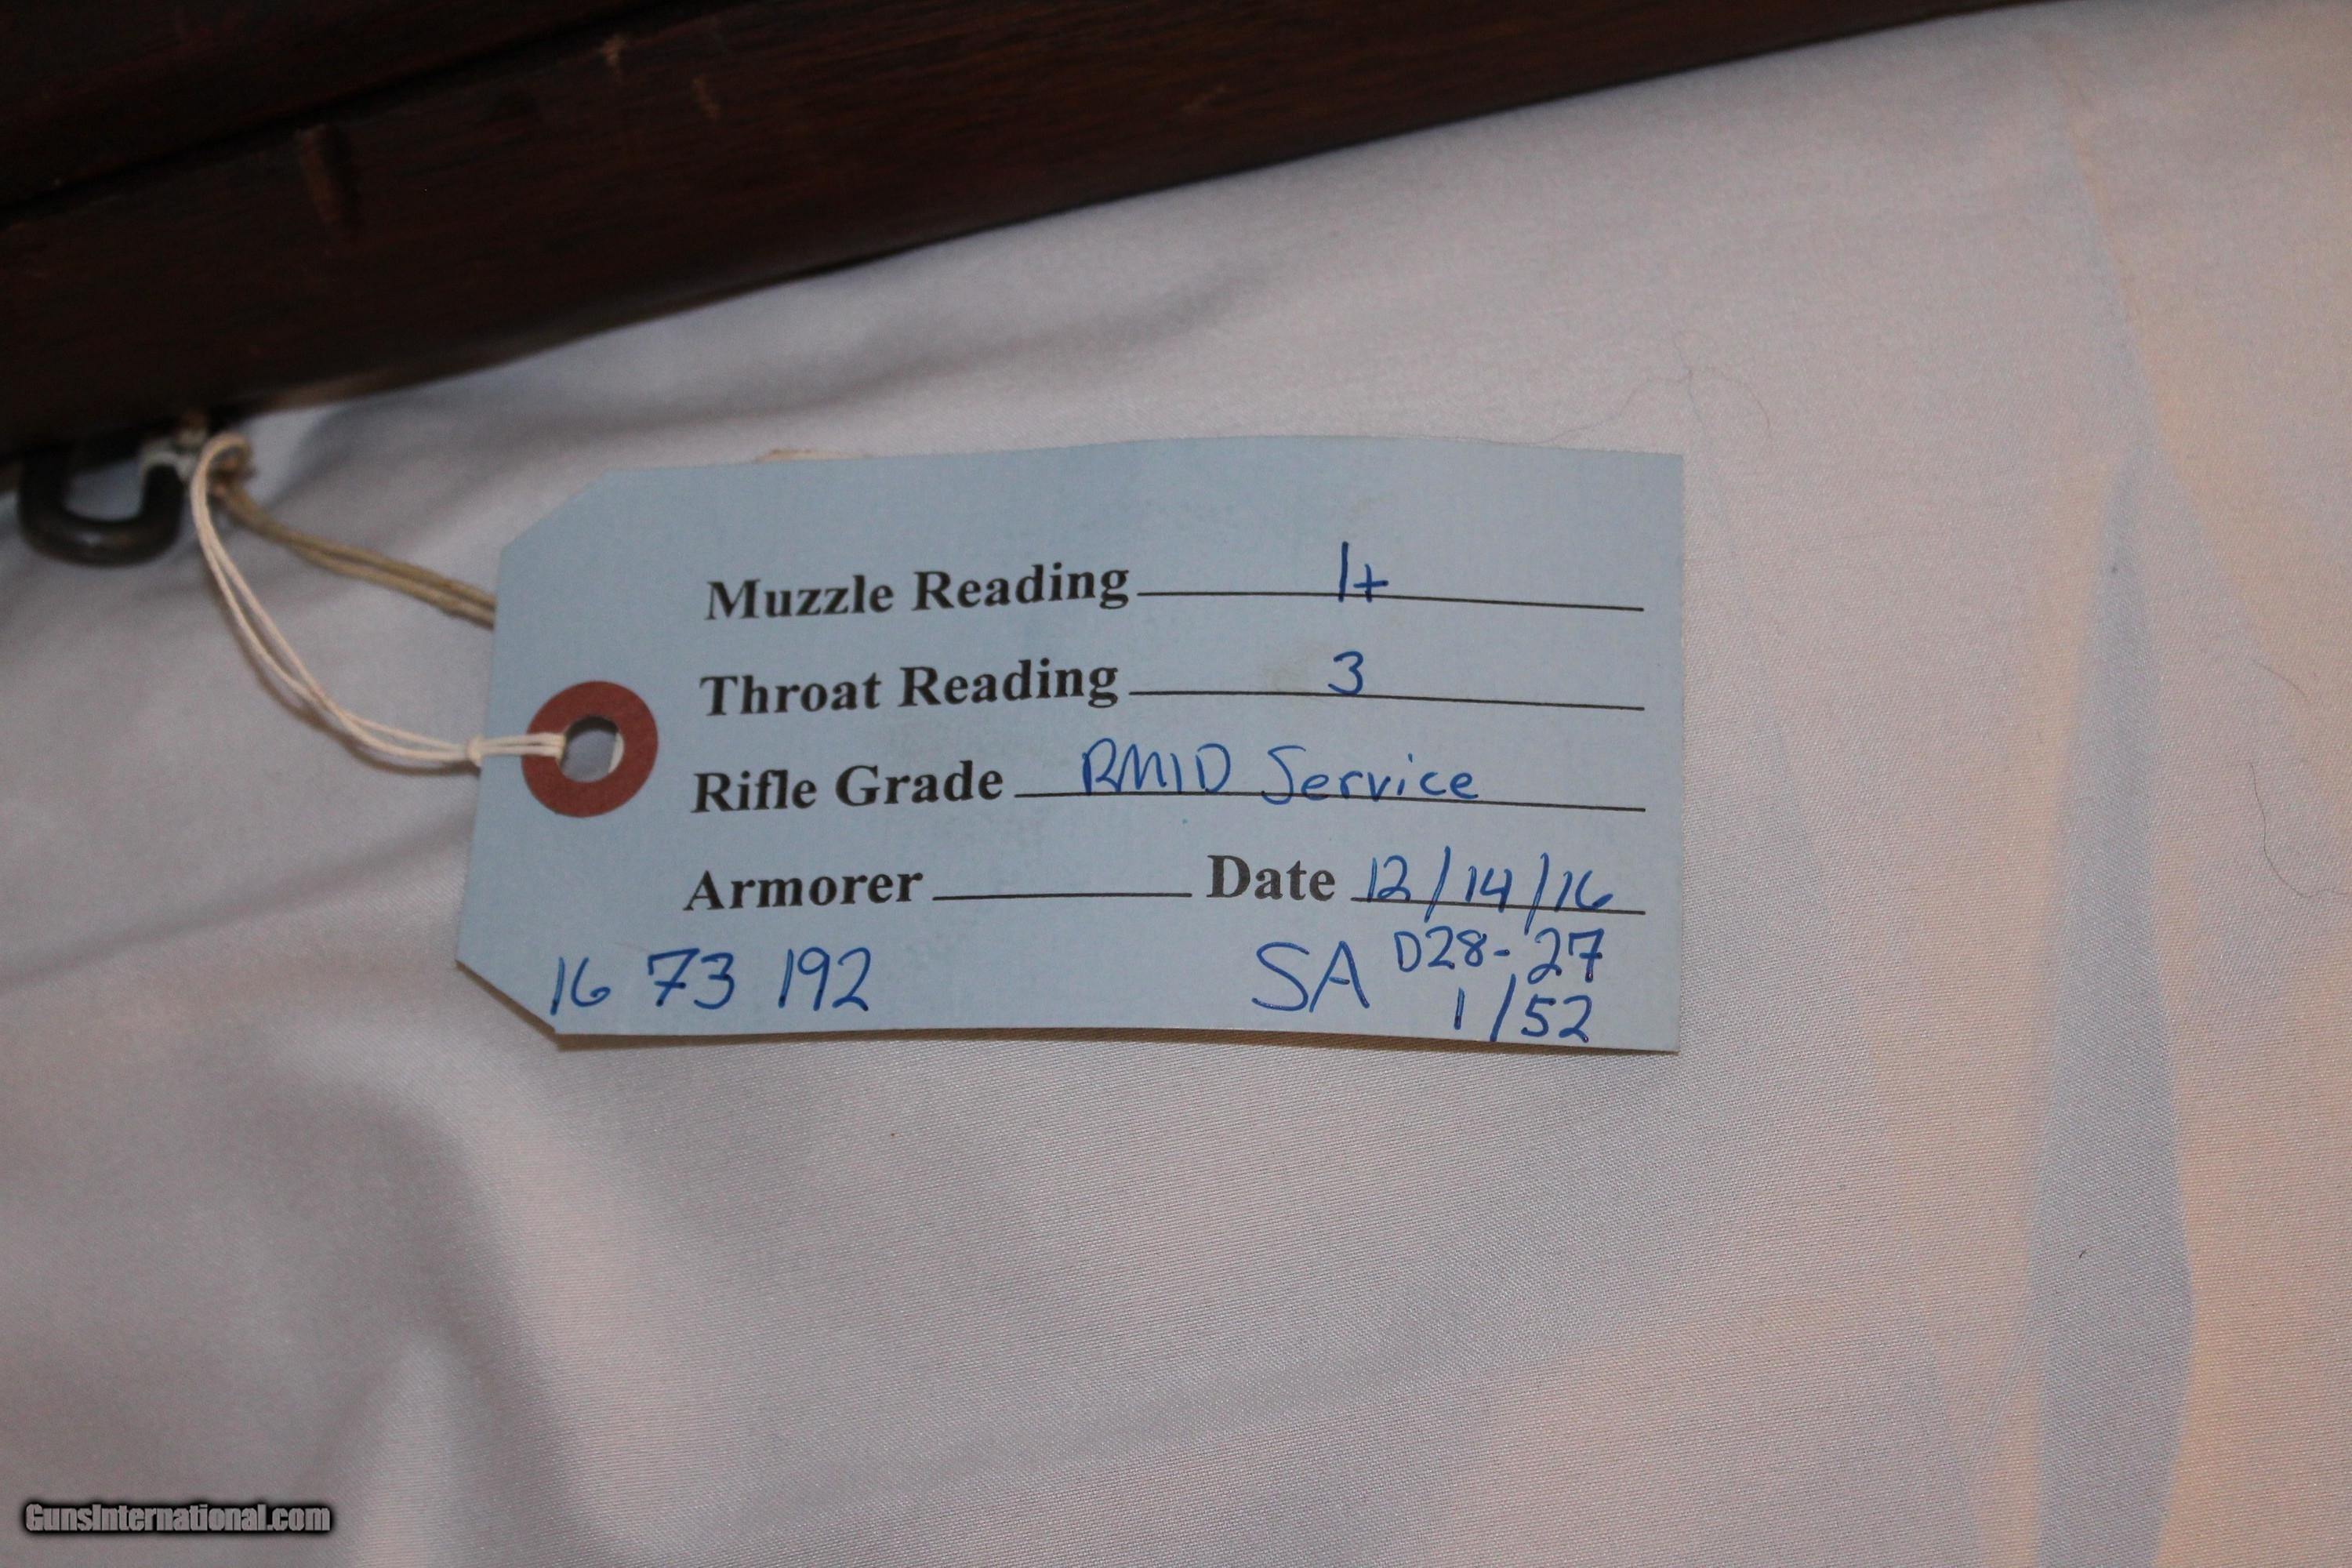 Muzzle Reading 1+
Throat Reading 3
Rifle Grade RM1D Service
Armorer Date 12/14/16
16 73 192 SA D28-27
1/52
GunsInternational.com